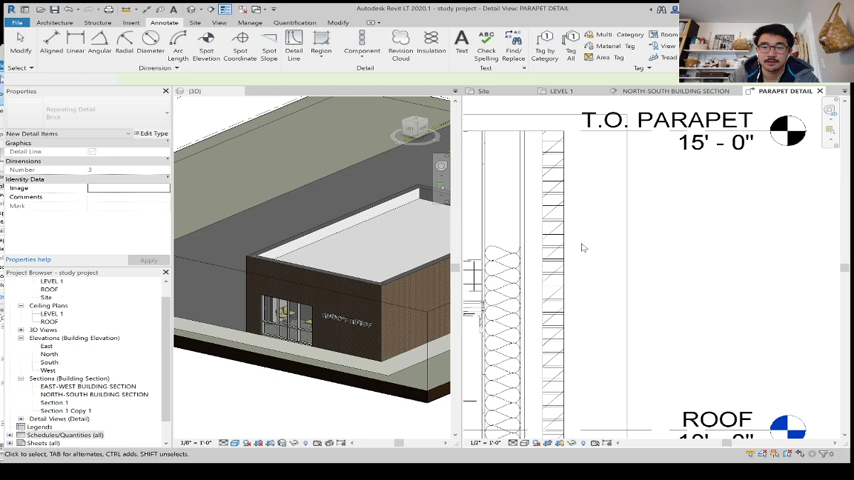 Autodesk Revit LT 2020.1 - study project - Detail View: PARAPET DETAIL
File Architecture Structure Insert Annotate Analyze Collaborate View Manage Quantification Modify
Modify
Aligned Linear Angular Radial Diameter Arc Length
Spot Elevation Spot Coordinate Spot Slope
Detail Line Region Component Revision Cloud Insulation
Text Check Spelling Find/Replace
Tag by Category Tag All
Multi Category
Material Tag
Area Tag
Room
View
Tread
Select Dimension Detail Text Tag
Properties
Repeating Detail
Brick
New Detail Items Edit Type
Graphics
Detail Line
Dimensions
Number 3
Identity Data
Image
Comments
Mark
Properties help Apply
Project Browser - study project
LEVEL 1
ROOF
Site
Ceiling Plans
LEVEL 1
ROOF
3D Views
Elevations (Building Elevation)
East
North
South
West
Sections (Building Section)
EAST-WEST BUILDING SECTION
NORTH-SOUTH BUILDING SECTION
Section 1
Section 1 Copy 1
Detail Views (Detail)
Legends
Schedules/Quantities (all)
Sheets (all)
{3D}
Site LEVEL 1 NORTH-SOUTH BUILDING SECTION PARAPET DETAIL
T.O. PARAPET
15' - 0"
ROOF
1/8" = 1'-0"
1/2" = 1'-0"
Click to select, TAB for alternates, CTRL adds, SHIFT unselects.